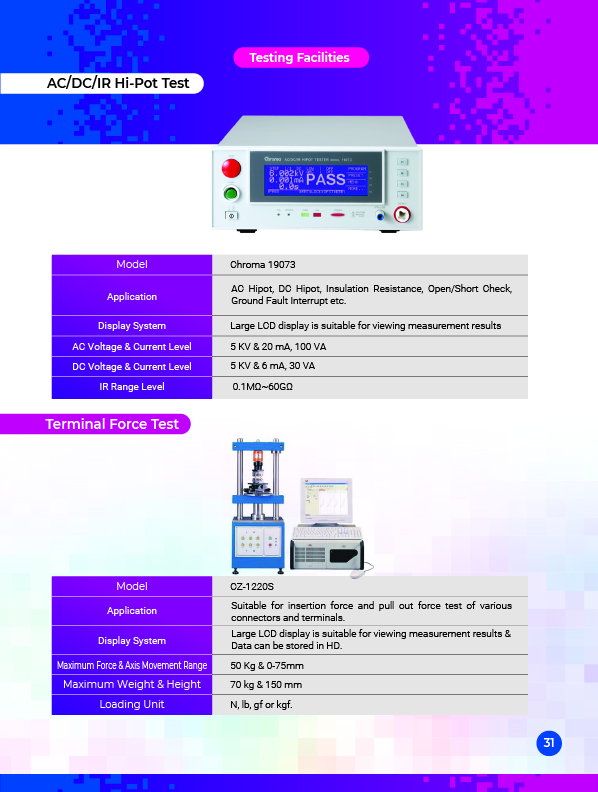 Testing Facilities
AC/DC/IR Hi-Pot Test
Chroma AC/DC/IR HIPOT TESTER MODEL 19073
6.002kV
0.001mA
0.0s
PASS
Model
Chroma 19073
Application
AC Hipot, DC Hipot, Insulation Resistance, Open/Short Check,
Ground Fault Interrupt etc.
Display System
Large LCD display is suitable for viewing measurement results
AC Voltage & Current Level
5 KV & 20 mA, 100 VA
DC Voltage & Current Level
5 KV & 6 mA, 30 VA
IR Range Level
0.1MΩ~60GΩ
Terminal Force Test
Model
CZ-1220S
Application
Suitable for insertion force and pull out force test of various
connectors and terminals.
Display System
Large LCD display is suitable for viewing measurement results &
Data can be stored in HD.
Maximum Force & Axis Movement Range
50 Kg & 0-75mm
Maximum Weight & Height
70 kg & 150 mm
Loading Unit
N, lb, gf or kgf.
31